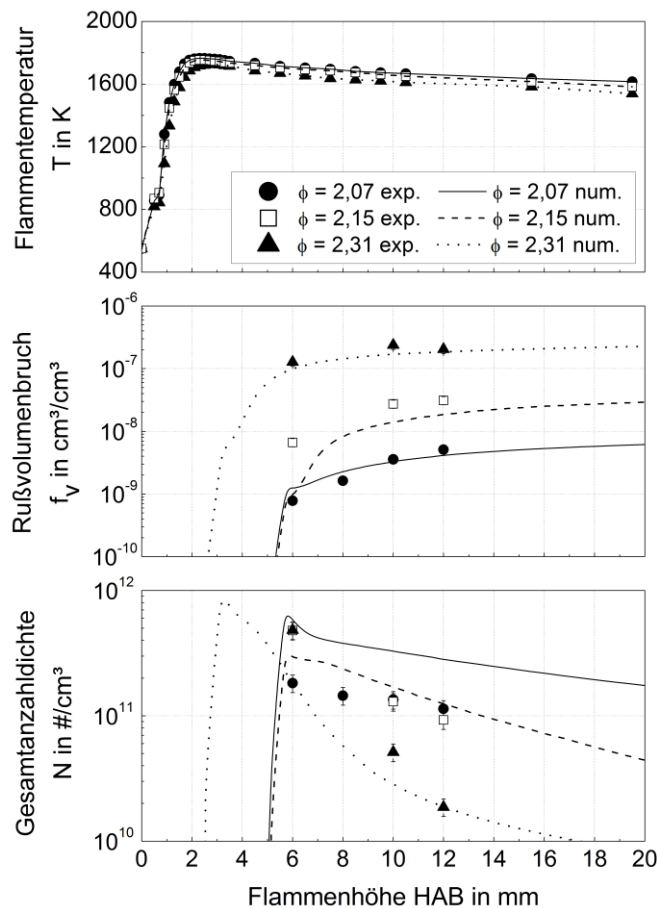 Flammentemperatur
T in K
2000
1600
1200
800
400
ϕ = 2,07 exp.
ϕ = 2,07 num.
ϕ = 2,15 exp.
ϕ = 2,15 num.
ϕ = 2,31 exp.
ϕ = 2,31 num.
Rußvolumenbruch
f_v in cm³/cm³
10⁻⁶
10⁻⁷
10⁻⁸
10⁻⁹
10⁻¹⁰
Gesamtanzahldichte
N in #/cm³
10¹²
10¹¹
10¹⁰
0 2 4 6 8 10 12 14 16 18 20
Flammenhöhe HAB in mm